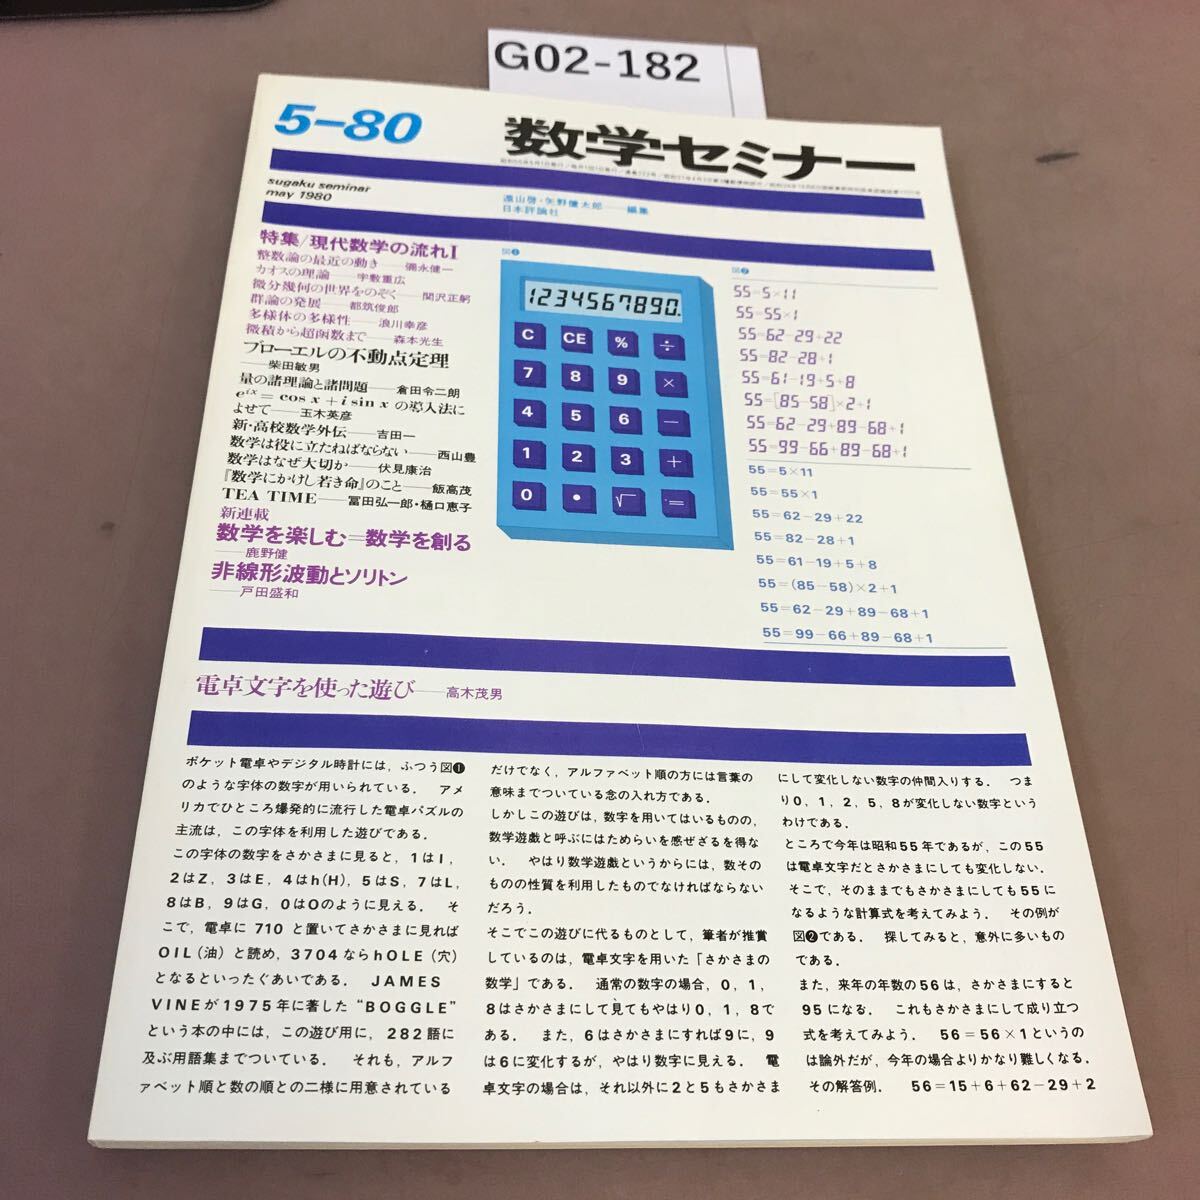 G02-182
5-80
数学セミナー
sugaku seminar
may 1980
遠山啓・矢野健太郎——編集
日本評論社
特集/現代数学の流れI
整数論の最近の動き——彌永健一
カオスの理論——宇敷重広
微分幾何の世界をのぞく——関沢正躬
群論の発展——都筑俊郎
多様体の多様性——浪川幸彦
微積から超函数まで——森本光生
ブローエルの不動点定理
——柴田敏男
量の諸理論と諸問題——倉田令二朗
e^{ix}=cos x+i sin x の導入法に
よせて——玉木英彦
新・高校数学外伝——吉田一
数学は役に立たねばならない——西山豊
数学はなぜ大切か——伏見康治
『数学にかけし若き命』のこと——飯高茂
TEA TIME——冨田弘一郎・樋口恵子
新連載
数学を楽しむ=数学を創る
——鹿野健
非線形波動とソリトン
——戸田盛和
図❶
1234567890.
C CE % ÷
7 8 9 ×
4 5 6 −
1 2 3 +
0 • √ =
図❷
55=5×11
55=55×1
55=62-29+22
55=82-28+1
55=61-19+5+8
55=[85-58]×2+1
55=62-29+89-68+1
55=99-66+89-68+1
55=5×11
55=55×1
55=62-29+22
55=82-28+1
55=61-19+5+8
55=(85-58)×2+1
55=62-29+89-68+1
55=99-66+89-68+1
電卓文字を使った遊び——高木茂男
ポケット電卓やデジタル時計には，ふつう図❶
のような字体の数字が用いられている．　アメ
リカでひところ爆発的に流行した電卓パズルの
主流は，この字体を利用した遊びである．
この字体の数字をさかさまに見ると，1はI，
2はZ，3はE，4はh(H)，5はS，7はL，
8はB，9はG，0はOのように見える．　そ
こで，電卓に 710 と置いてさかさまに見れば
OIL（油）と読め，3704ならhOLE（穴）
となるといったぐあいである．　JAMES
VINEが1975年に著した“BOGGLE”
という本の中には，この遊び用に，282語に
及ぶ用語集までついている．　それも，アルフ
ァベット順と数の順との二様に用意されている
だけでなく，アルファベット順の方には言葉の
意味までついている念の入れ方である．
しかしこの遊びは，数字を用いてはいるものの，
数学遊戯と呼ぶにはためらいを感ぜざるを得な
い．　やはり数学遊戯というからには，数その
ものの性質を利用したものでなければならない
だろう．
そこでこの遊びに代るものとして，筆者が推賞
しているのは，電卓文字を用いた「さかさまの
数学」である．　通常の数字の場合，0，1，
8はさかさまにして見てもやはり0，1，8で
ある．　また，6はさかさまにすれば9に，9
は6に変化するが，やはり数字に見える．　電
卓文字の場合は，それ以外に2と5もさかさま
にして変化しない数字の仲間入りする．　つま
り0，1，2，5，8が変化しない数字という
わけである．
ところで今年は昭和55年であるが，この55
は電卓文字だとさかさまにしても変化しない．
そこで，そのままでもさかさまにしても55に
なるような計算式を考えてみよう．　その例が
図❷である．　探してみると，意外に多いもの
である．
また，来年の年数の56は，さかさまにすると
95になる．　これもさかさまにして成り立つ
式を考えてみよう．　56=56×1というの
は論外だが，今年の場合よりかなり難しくなる．
その解答例．　56=15+6+62-29+2